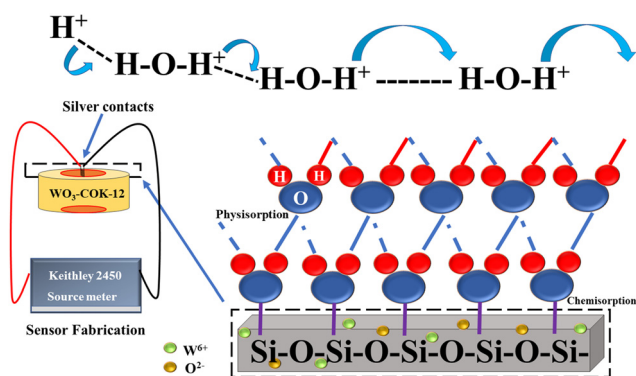 H+
H-O-H+ H-O-H+ ------- H-O-H+
Silver contacts
WO3-COK-12
Keithley 2450
Source meter
Sensor Fabrication
H H
O
Physisorption
Chemisorption
Si-O-Si-O-Si-O-Si-O-Si-
W6+
O2-